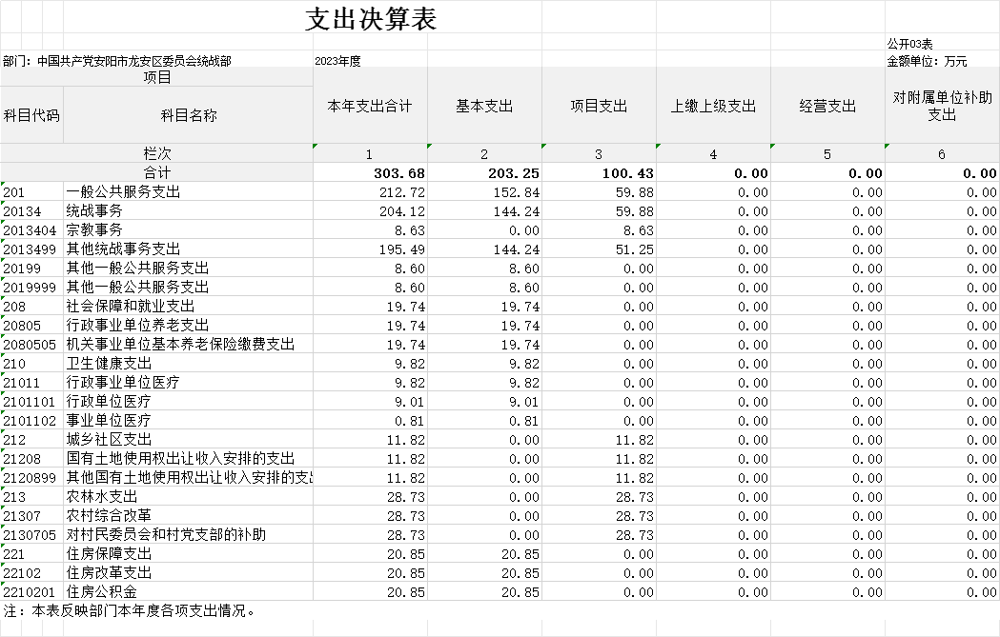 支出决算表
公开03表
部门：中国共产党安阳市龙安区委员会统战部 2023年度 金额单位：万元
项目 本年支出合计 基本支出 项目支出 上缴上级支出 经营支出 对附属单位补助支出
科目代码 科目名称
栏次 1 2 3 4 5 6
合计 303.68 203.25 100.43 0.00 0.00 0.00
201 一般公共服务支出 212.72 152.84 59.88 0.00 0.00 0.00
20134 统战事务 204.12 144.24 59.88 0.00 0.00 0.00
2013404 宗教事务 8.63 0.00 8.63 0.00 0.00 0.00
2013499 其他统战事务支出 195.49 144.24 51.25 0.00 0.00 0.00
20199 其他一般公共服务支出 8.60 8.60 0.00 0.00 0.00 0.00
2019999 其他一般公共服务支出 8.60 8.60 0.00 0.00 0.00 0.00
208 社会保障和就业支出 19.74 19.74 0.00 0.00 0.00 0.00
20805 行政事业单位养老支出 19.74 19.74 0.00 0.00 0.00 0.00
2080505 机关事业单位基本养老保险缴费支出 19.74 19.74 0.00 0.00 0.00 0.00
210 卫生健康支出 9.82 9.82 0.00 0.00 0.00 0.00
21011 行政事业单位医疗 9.82 9.82 0.00 0.00 0.00 0.00
2101101 行政单位医疗 9.01 9.01 0.00 0.00 0.00 0.00
2101102 事业单位医疗 0.81 0.81 0.00 0.00 0.00 0.00
212 城乡社区支出 11.82 0.00 11.82 0.00 0.00 0.00
21208 国有土地使用权出让收入安排的支出 11.82 0.00 11.82 0.00 0.00 0.00
2120899 其他国有土地使用权出让收入安排的支出 11.82 0.00 11.82 0.00 0.00 0.00
213 农林水支出 28.73 0.00 28.73 0.00 0.00 0.00
21307 农村综合改革 28.73 0.00 28.73 0.00 0.00 0.00
2130705 对村民委员会和村党支部的补助 28.73 0.00 28.73 0.00 0.00 0.00
221 住房保障支出 20.85 20.85 0.00 0.00 0.00 0.00
22102 住房改革支出 20.85 20.85 0.00 0.00 0.00 0.00
2210201 住房公积金 20.85 20.85 0.00 0.00 0.00 0.00
注：本表反映部门本年度各项支出情况。